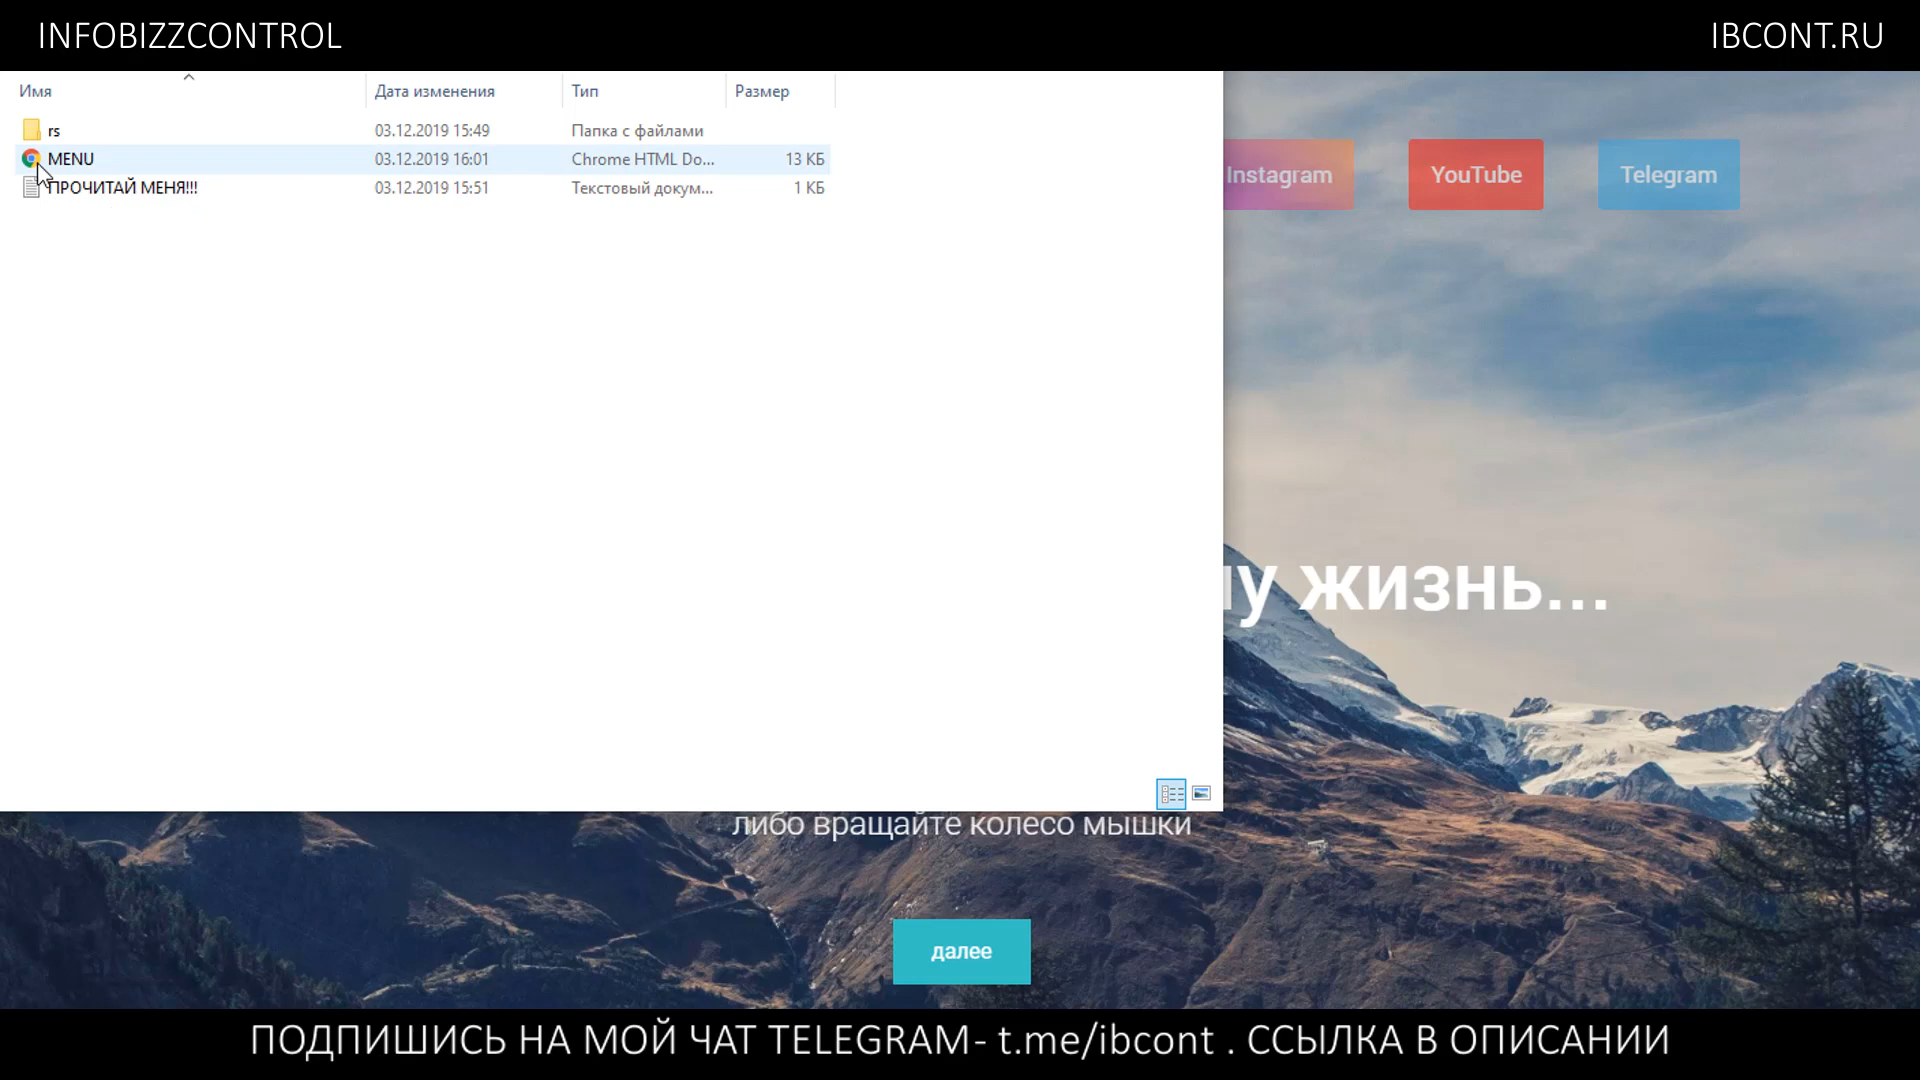 INFOBIZZCONTROL
IBCONT.RU
Имя Дата изменения Тип Размер
rs 03.12.2019 15:49 Папка с файлами
MENU 03.12.2019 16:01 Chrome HTML Do... 13 КБ
ПРОЧИТАЙ МЕНЯ!!! 03.12.2019 15:51 Текстовый докум... 1 КБ
Instagram YouTube Telegram
жизнь...
либо вращайте колесо мышки
далее
ПОДПИШИСЬ НА МОЙ ЧАТ TELEGRAM- t.me/ibcont . ССЫЛКА В ОПИСАНИИ